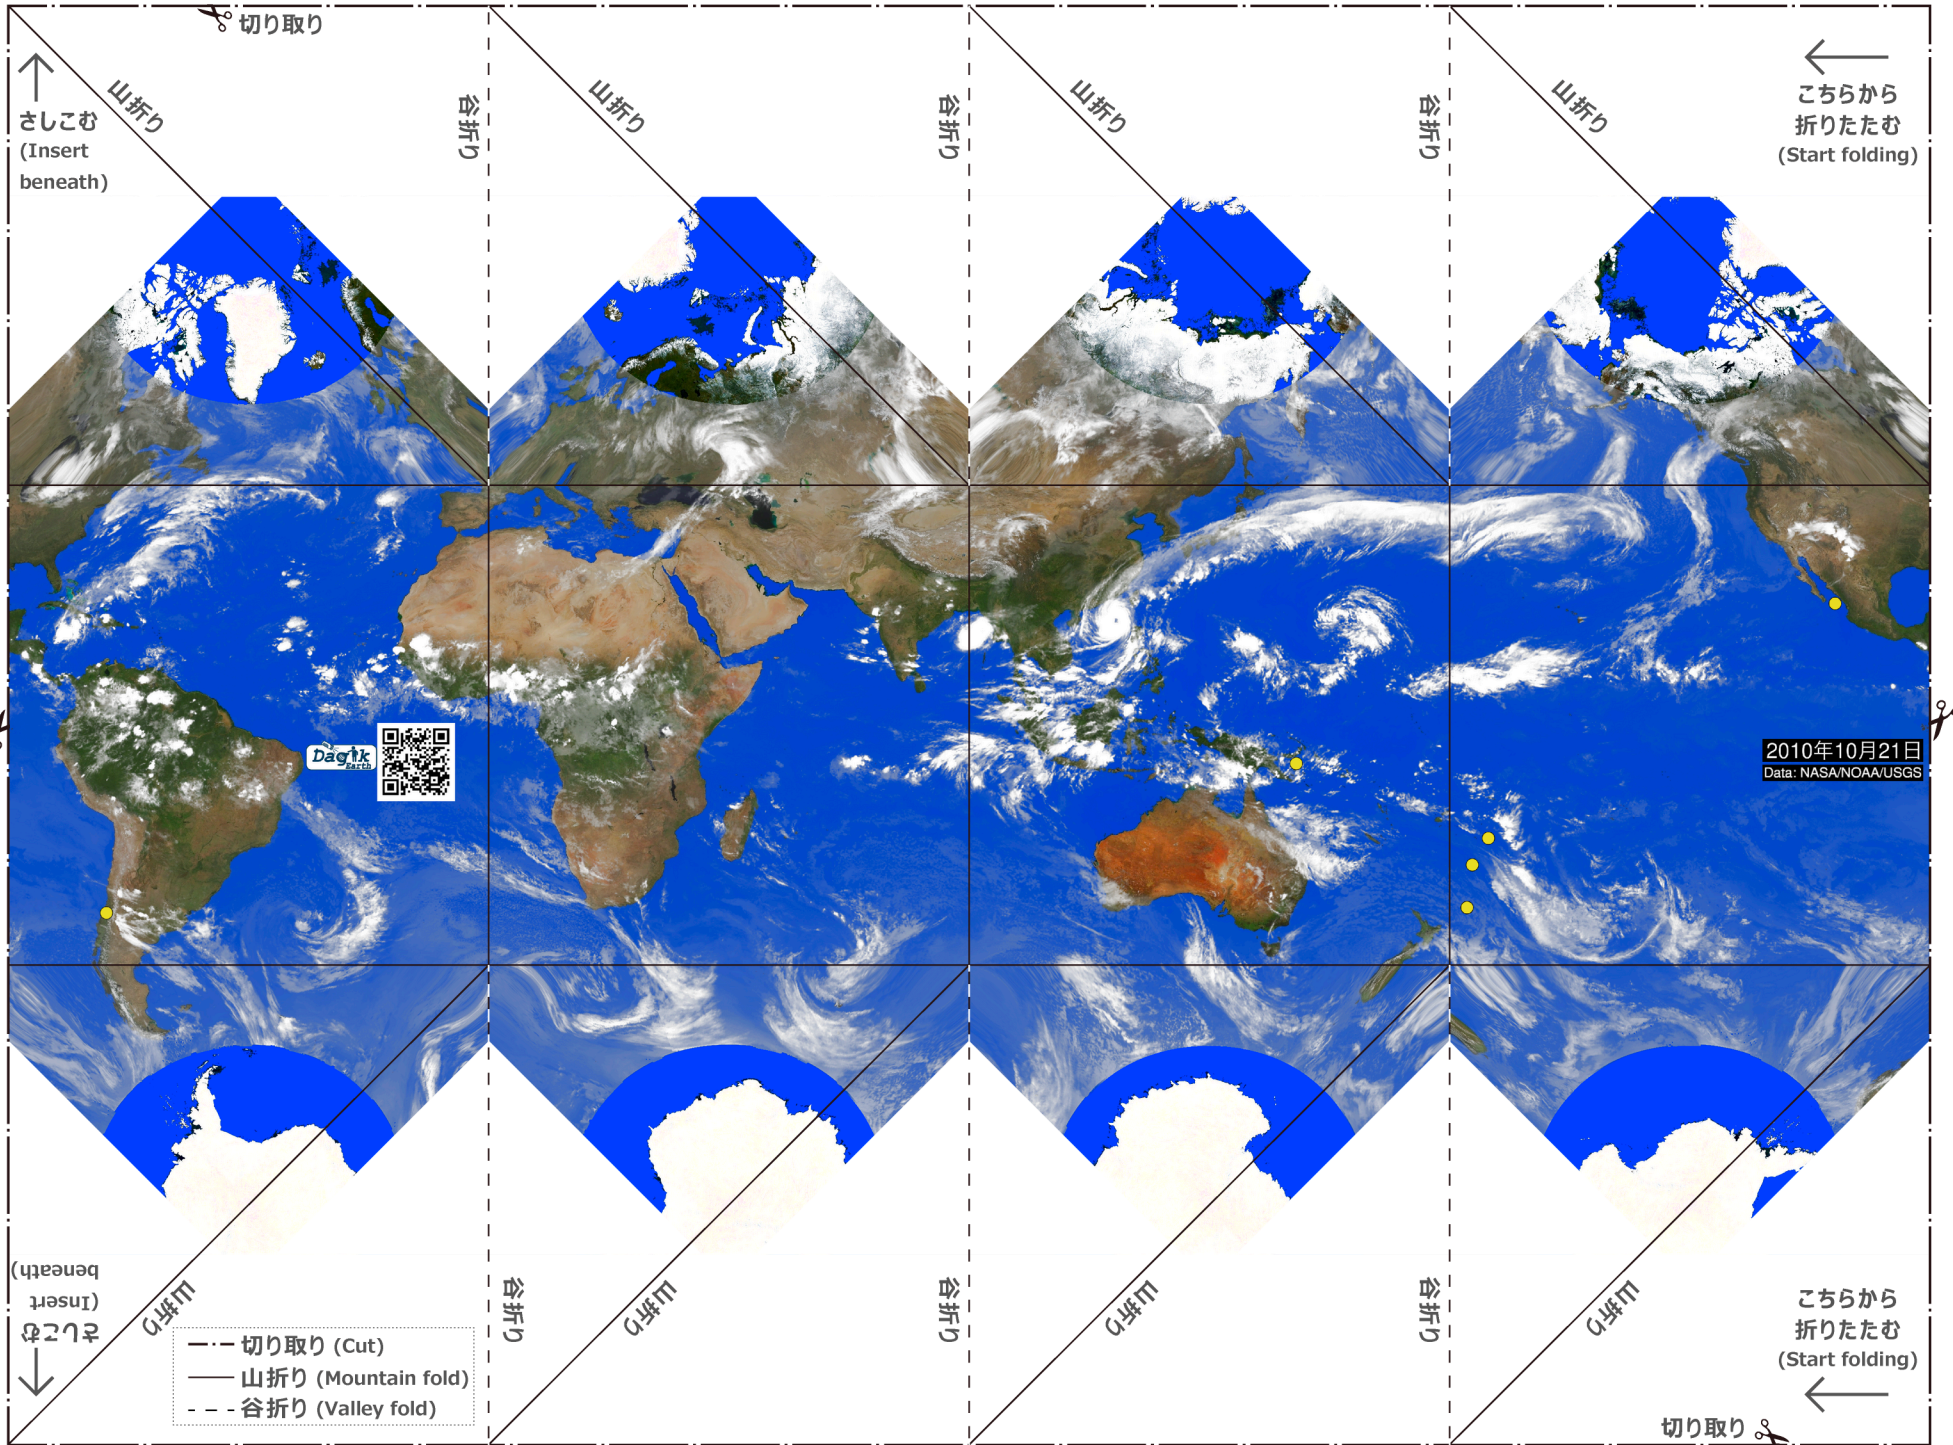 切り取り
さしこむ
(Insert
beneath)
山折り
谷折り
山折り
谷折り
山折り
谷折り
山折り
こちらから
折りたたむ
(Start folding)
Dagik
Earth
2010年10月21日
Data: NASA/NOAA/USGS
さしこむ
(Insert
beneath)
山折り
谷折り
山折り
谷折り
山折り
谷折り
山折り
こちらから
折りたたむ
(Start folding)
切り取り (Cut)
山折り (Mountain fold)
谷折り (Valley fold)
切り取り